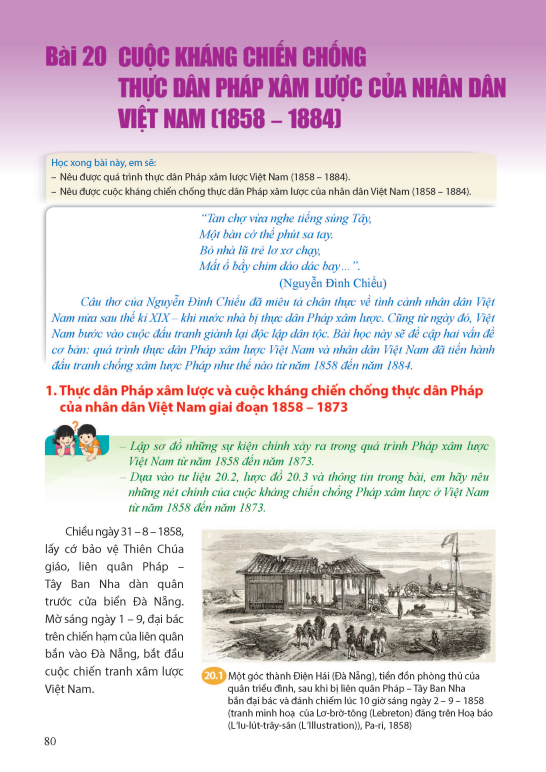 Bài 20 CUỘC KHÁNG CHIẾN CHỐNG
THỰC DÂN PHÁP XÂM LƯỢC CỦA NHÂN DÂN
VIỆT NAM (1858 – 1884)
Học xong bài này, em sẽ:
– Nêu được quá trình thực dân Pháp xâm lược Việt Nam (1858 – 1884).
– Nêu được cuộc kháng chiến chống thực dân Pháp xâm lược của nhân dân Việt Nam (1858 – 1884).
“Tan chợ vừa nghe tiếng súng Tây,
Một bàn cờ thế phút sa tay.
Bỏ nhà lũ trẻ lơ xơ chạy,
Mất ổ bầy chim dáo dác bay…”.
(Nguyễn Đình Chiểu)
Câu thơ của Nguyễn Đình Chiểu đã miêu tả chân thực về tình cảnh nhân dân Việt
Nam nửa sau thế kỉ XIX – khi nước nhà bị thực dân Pháp xâm lược. Cũng từ ngày đó, Việt
Nam bước vào cuộc đấu tranh giành lại độc lập dân tộc. Bài học này sẽ đề cập hai vấn đề
cơ bản: quá trình thực dân Pháp xâm lược Việt Nam và nhân dân Việt Nam đã tiến hành
đấu tranh chống xâm lược Pháp như thế nào từ năm 1858 đến năm 1884.
1. Thực dân Pháp xâm lược và cuộc kháng chiến chống thực dân Pháp
của nhân dân Việt Nam giai đoạn 1858 – 1873
– Lập sơ đồ những sự kiện chính xảy ra trong quá trình Pháp xâm lược
Việt Nam từ năm 1858 đến năm 1873.
– Dựa vào tư liệu 20.2, lược đồ 20.3 và thông tin trong bài, em hãy nêu
những nét chính của cuộc kháng chiến chống Pháp xâm lược ở Việt Nam
từ năm 1858 đến năm 1873.
Chiều ngày 31 – 8 – 1858,
lấy cớ bảo vệ Thiên Chúa
giáo, liên quân Pháp –
Tây Ban Nha dàn quân
trước cửa biển Đà Nẵng.
Mờ sáng ngày 1 – 9, đại bác
trên chiến hạm của liên quân
bắn vào Đà Nẵng, bắt đầu
cuộc chiến tranh xâm lược
Việt Nam.
20.1 Một góc thành Điện Hải (Đà Nẵng), tiền đồn phòng thủ của
quân triều đình, sau khi bị liên quân Pháp – Tây Ban Nha
bắn đại bác và đánh chiếm lúc 10 giờ sáng ngày 2 – 9 – 1858
(tranh minh hoạ của Lơ-brờ-tông (Lebreton) đăng trên Hoạ báo
(L'lu-lút-trây-sân (L'Illustration)), Pa-ri, 1858)
80